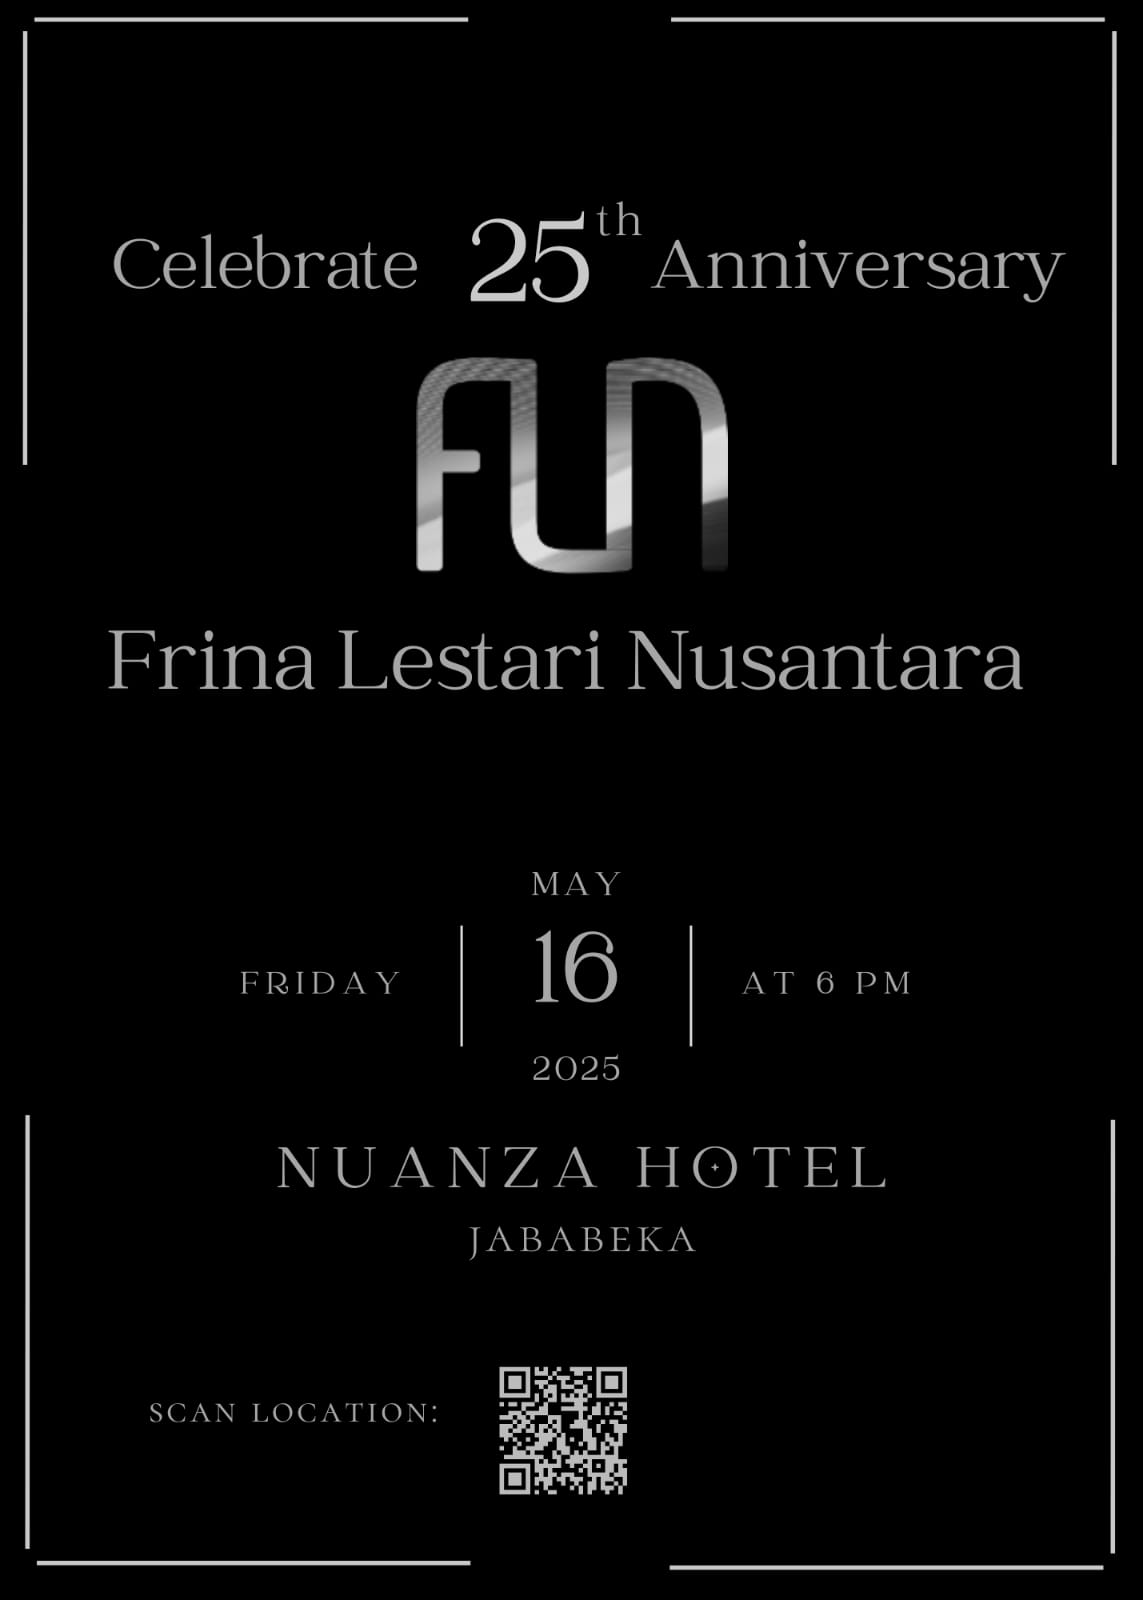 Celebrate 25th Anniversary
FLN
Frina Lestari Nusantara
MAY
FRIDAY 16 AT 6 PM
2025
NUANZA HOTEL
JABABEKA
SCAN LOCATION: